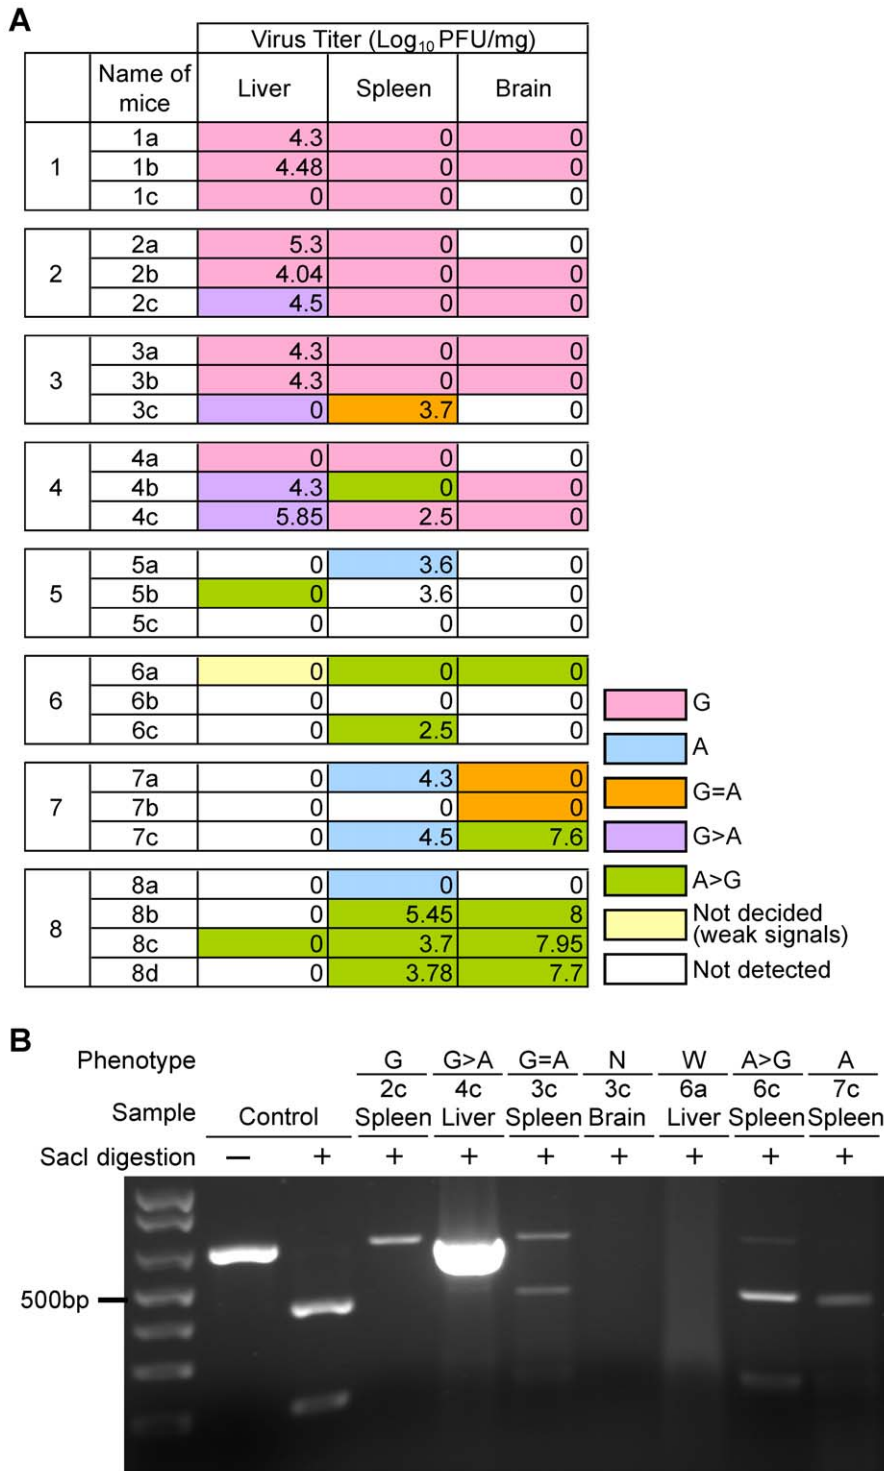 A
Virus Titer (Log10 PFU/mg)
Name of mice Liver Spleen Brain
1
1a 4.3 0 0
1b 4.48 0 0
1c 0 0 0
2
2a 5.3 0 0
2b 4.04 0 0
2c 4.5 0 0
3
3a 4.3 0 0
3b 4.3 0 0
3c 0 3.7 0
4
4a 0 0 0
4b 4.3 0 0
4c 5.85 2.5 0
5
5a 0 3.6 0
5b 0 3.6 0
5c 0 0 0
6
6a 0 0 0
6b 0 0 0
6c 0 2.5 0
7
7a 0 4.3 0
7b 0 0 0
7c 0 4.5 7.6
8
8a 0 0 0
8b 0 5.45 8
8c 0 3.7 7.95
8d 0 3.78 7.7
G
A
G=A
G>A
A>G
Not decided
(weak signals)
Not detected
B
Phenotype G G>A G=A N W A>G A
2c 4c 3c 3c 6a 6c 7c
Sample Control Spleen Liver Spleen Brain Liver Spleen Spleen
SacI digestion – + + + + + + + +
500bp